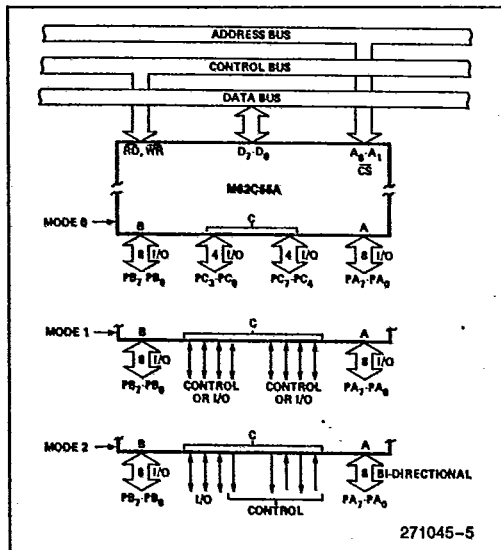 ADDRESS BUS
CONTROL BUS
DATA BUS
RD, WR D7-D0 A0-A1
CS
M82C55A
MODE 0 B C A
8 I/O 4 I/O 4 I/O 8 I/O
PB7-PB0 PC3-PC0 PC7-PC4 PA7-PA0
MODE 1 B C A
8 I/O 8 I/O
PB7-PB0 CONTROL OR I/O CONTROL OR I/O PA7-PA0
MODE 2 B C A
8 I/O 8 BI-DIRECTIONAL
PB7-PB0 I/O CONTROL PA7-PA0
271045-5